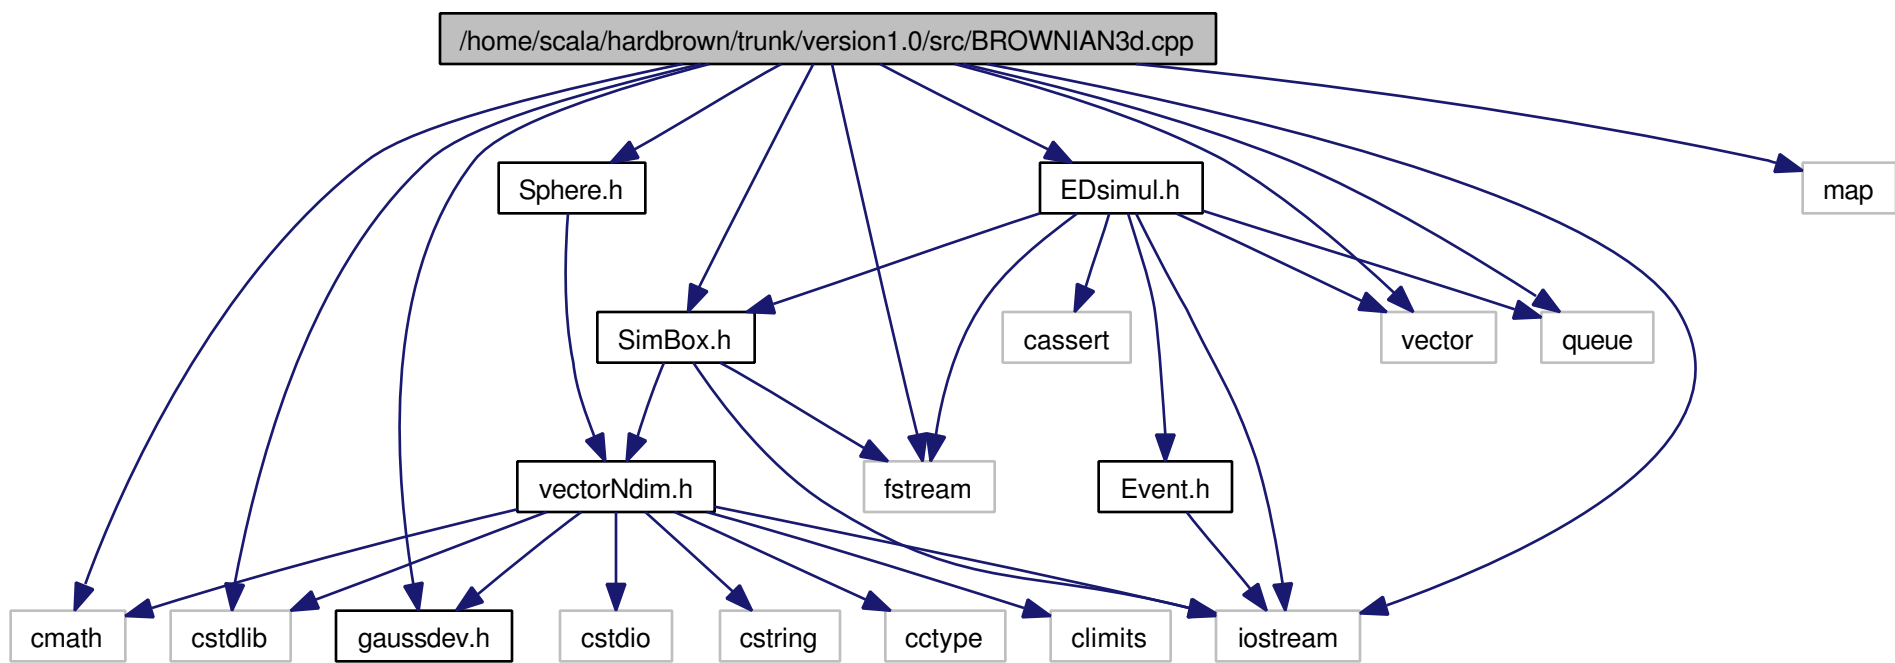 /home/scala/hardbrown/trunk/version1.0/src/BROWNIAN3d.cpp
Sphere.h
EDsimul.h
map
SimBox.h
cassert
vector
queue
vectorNdim.h
fstream
Event.h
cmath
cstdlib
gaussdev.h
cstdio
cstring
cctype
climits
iostream